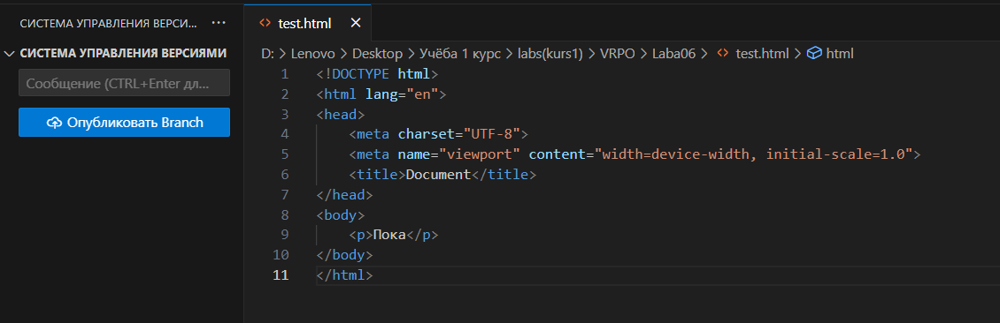 СИСТЕМА УПРАВЛЕНИЯ ВЕРСИ... ···
СИСТЕМА УПРАВЛЕНИЯ ВЕРСИЯМИ
Сообщение (CTRL+Enter дл...
Опубликовать Branch
<> test.html ×
D: > Lenovo > Desktop > Учёба 1 курс > labs(kurs1) > VRPO > Laba06 > <> test.html > html
1 <!DOCTYPE html>
2 <html lang="en">
3 <head>
4     <meta charset="UTF-8">
5     <meta name="viewport" content="width=device-width, initial-scale=1.0">
6     <title>Document</title>
7 </head>
8 <body>
9     <p>Пока</p>
10 </body>
11 </html>